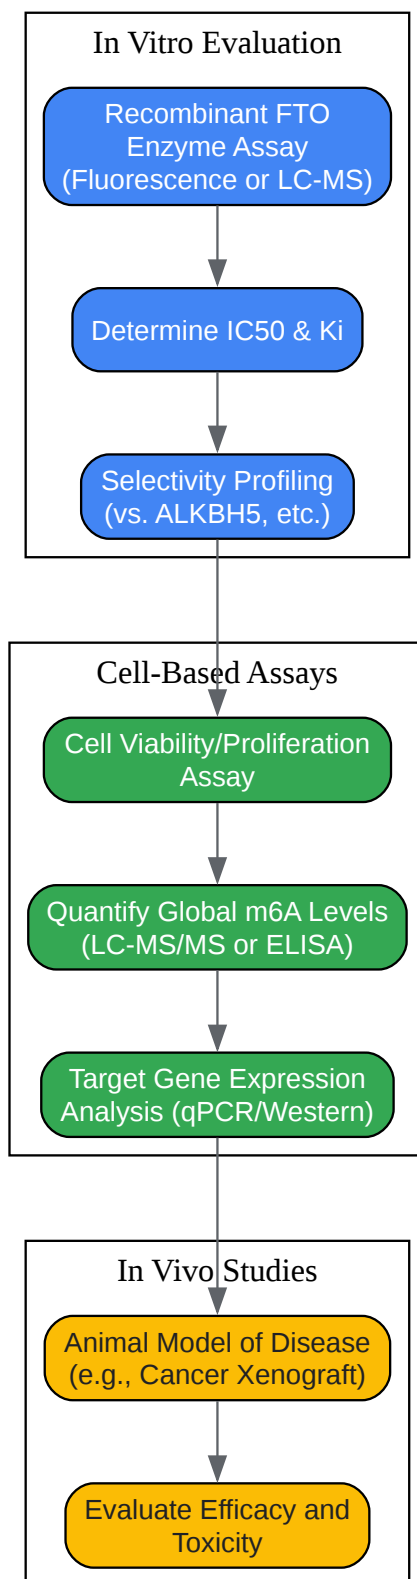 In Vitro Evaluation
Recombinant FTO
Enzyme Assay
(Fluorescence or LC-MS)
Determine IC50 & Ki
Selectivity Profiling
(vs. ALKBH5, etc.)
Cell-Based Assays
Cell Viability/Proliferation
Assay
Quantify Global m6A Levels
(LC-MS/MS or ELISA)
Target Gene Expression
Analysis (qPCR/Western)
In Vivo Studies
Animal Model of Disease
(e.g., Cancer Xenograft)
Evaluate Efficacy and
Toxicity